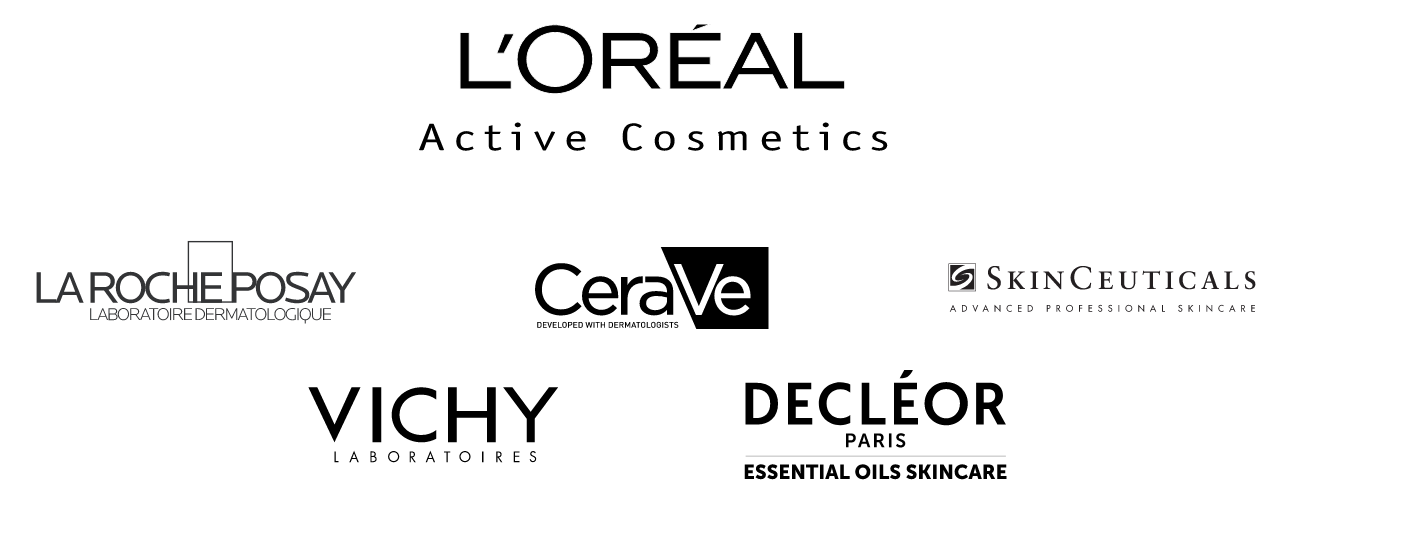 L'ORÉAL
Active Cosmetics
LA ROCHE POSAY
LABORATOIRE DERMATOLOGIQUE
CeraVe
DEVELOPED WITH DERMATOLOGISTS
SKINCEUTICALS
ADVANCED PROFESSIONAL SKINCARE
VICHY
LABORATOIRES
DECLÉOR
PARIS
ESSENTIAL OILS SKINCARE